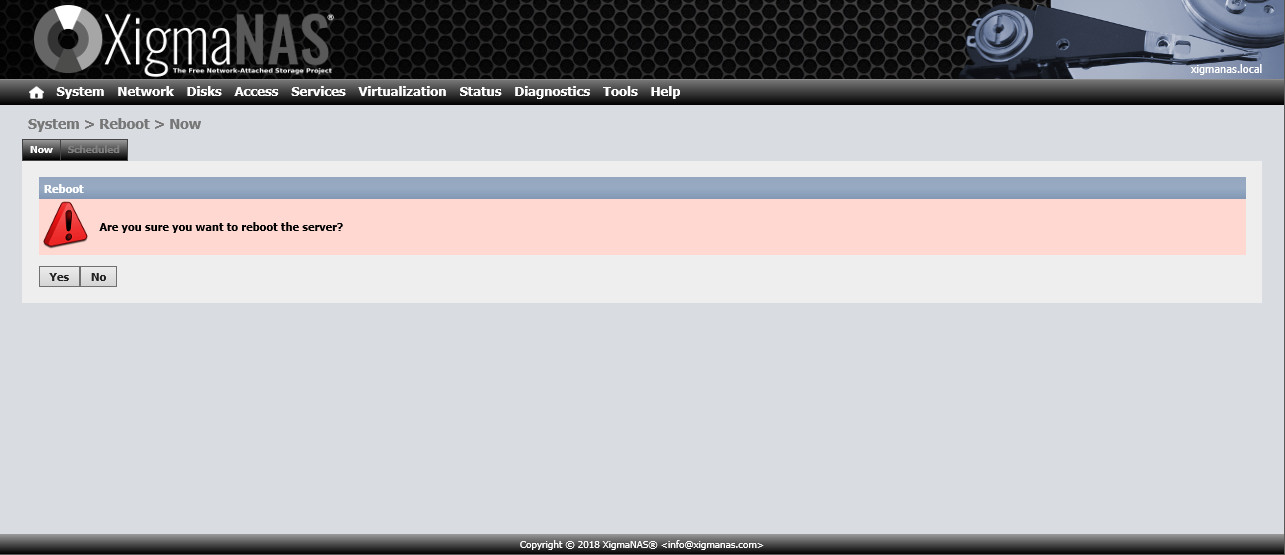 XigmaNAS®
The Free Network-Attached Storage Project
xigmanas.local
System Network Disks Access Services Virtualization Status Diagnostics Tools Help
System > Reboot > Now
Now Scheduled
Reboot
Are you sure you want to reboot the server?
Yes No
Copyright © 2018 XigmaNAS® <info@xigmanas.com>